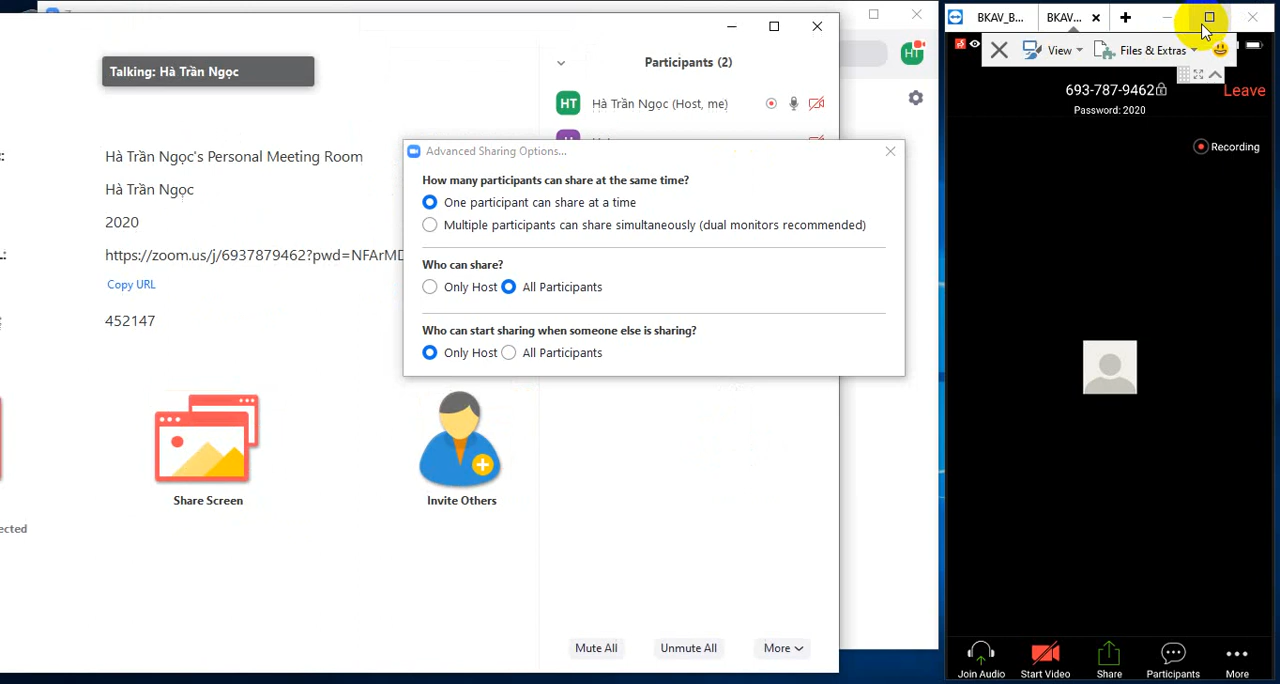 Talking: Hà Trần Ngọc
Hà Trần Ngọc's Personal Meeting Room
Hà Trần Ngọc
2020
https://zoom.us/j/6937879462?pwd=NFArMD
Copy URL
452147
ected
Share Screen
Invite Others
Participants (2)
HT
Hà Trần Ngọc (Host, me)
HT
Advanced Sharing Options...
How many participants can share at the same time?
One participant can share at a time
Multiple participants can share simultaneously (dual monitors recommended)
Who can share?
Only Host
All Participants
Who can start sharing when someone else is sharing?
Only Host
All Participants
Mute All
Unmute All
More
BKAV_B...
BKAV...
View
Files & Extras
693-787-9462
Leave
Password: 2020
Recording
Join Audio
Start Video
Share
Participants
More